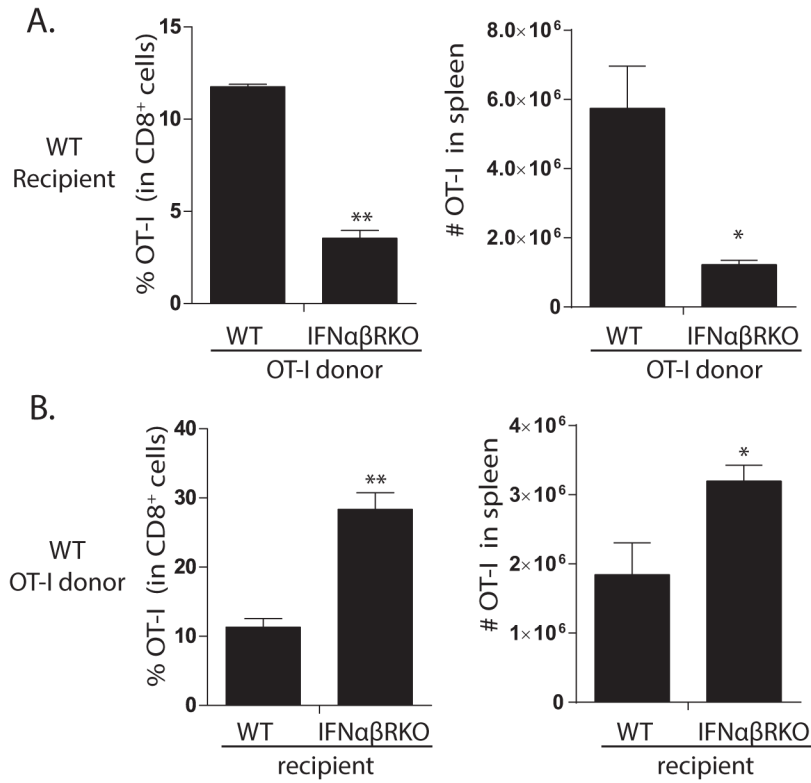 A.
WT
Recipient
% OT-I (in CD8⁺ cells)
15
10
5
0
**
WT IFNαβRKO
OT-I donor
# OT-I in spleen
8.0×10⁶
6.0×10⁶
4.0×10⁶
2.0×10⁶
0
*
WT IFNαβRKO
OT-I donor
B.
WT
OT-I donor
% OT-I (in CD8⁺ cells)
40
30
20
10
0
**
WT IFNαβRKO
recipient
# OT-I in spleen
4×10⁶
3×10⁶
2×10⁶
1×10⁶
0
*
WT IFNαβRKO
recipient